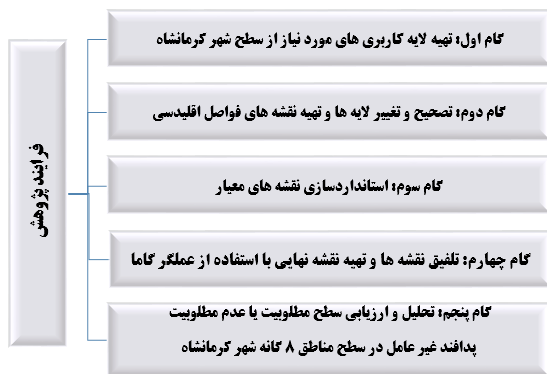 فرایند پژوهش
گام اول: تهیه لایه کاربری های مورد نیاز از سطح شهر کرمانشاه
گام دوم: تصحیح و تغییر لایه ها و تهیه نقشه های فواصل اقلیدسی
گام سوم: استانداردسازی نقشه های معیار
گام چهارم: تلفیق نقشه ها و تهیه نقشه نهایی با استفاده از عملگر گاما
گام پنجم: تحلیل و ارزیابی سطح مطلوبیت یا عدم مطلوبیت
پدافند غیر عامل در سطح مناطق ۸ گانه شهر کرمانشاه